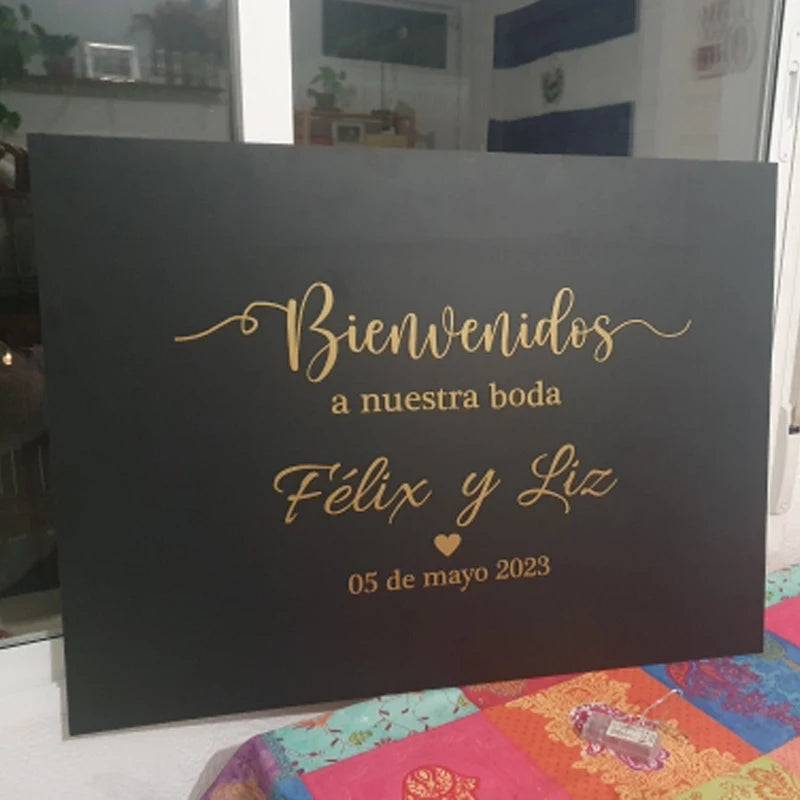 Bienvenidos
a nuestra boda
Félix y Liz
05 de mayo 2023